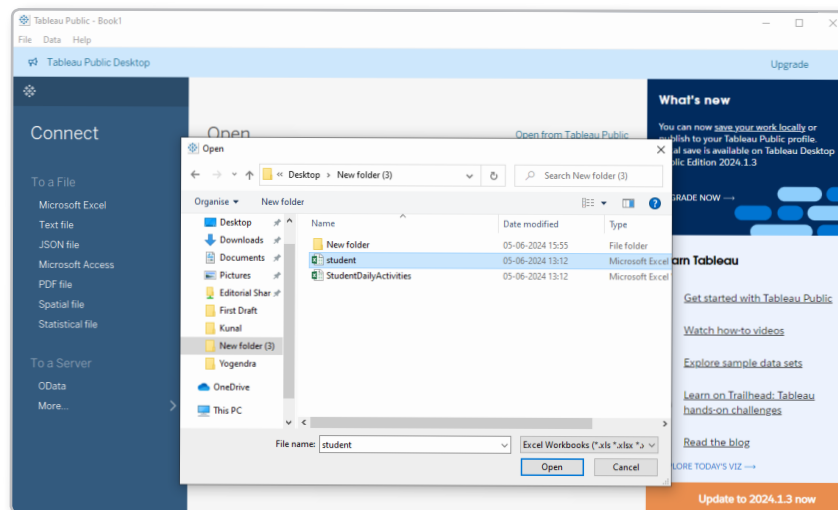 Tableau Public - Book1
File Data Help
Tableau Public Desktop
Upgrade
Connect
To a File
Microsoft Excel
Text file
JSON file
Microsoft Access
PDF file
Spatial file
Statistical file
To a Server
OData
More...
Open
Open from Tableau Public
Open
« Desktop › New folder (3)
Search New folder (3)
Organise New folder
Desktop
Downloads
Documents
Pictures
Editorial Shar
First Draft
Kunal
New folder (3)
Yogendra
OneDrive
This PC
Name Date modified Type
New folder 05-06-2024 15:55 File folder
student 05-06-2024 13:12 Microsoft Excel
StudentDailyActivities 05-06-2024 13:12 Microsoft Excel
File name: student Excel Workbooks (*.xls *.xlsx *.
Open Cancel
What's new
You can now save your work locally or
publish to your Tableau Public profile.
al save is available on Tableau Desktop
lic Edition 2024.1.3
GRADE NOW →
arn Tableau
Get started with Tableau Public
Watch how-to videos
Explore sample data sets
Learn on Trailhead: Tableau
hands-on challenges
Read the blog
LORE TODAY'S VIZ →
Update to 2024.1.3 now